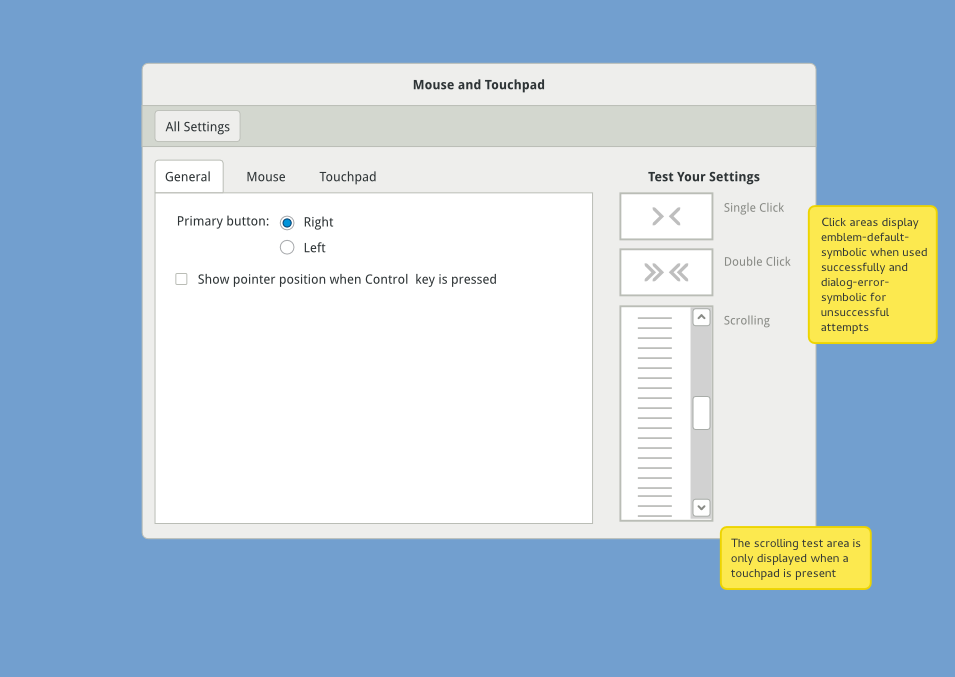 Mouse and Touchpad
All Settings
General Mouse Touchpad
Primary button: Right
Left
Show pointer position when Control  key is pressed
Test Your Settings
Single Click
Double Click
Scrolling
Click areas display
emblem-default-
symbolic when used
successfully and
dialog-error-
symbolic for
unsuccessful
attempts
The scrolling test area is
only displayed when a
touchpad is present